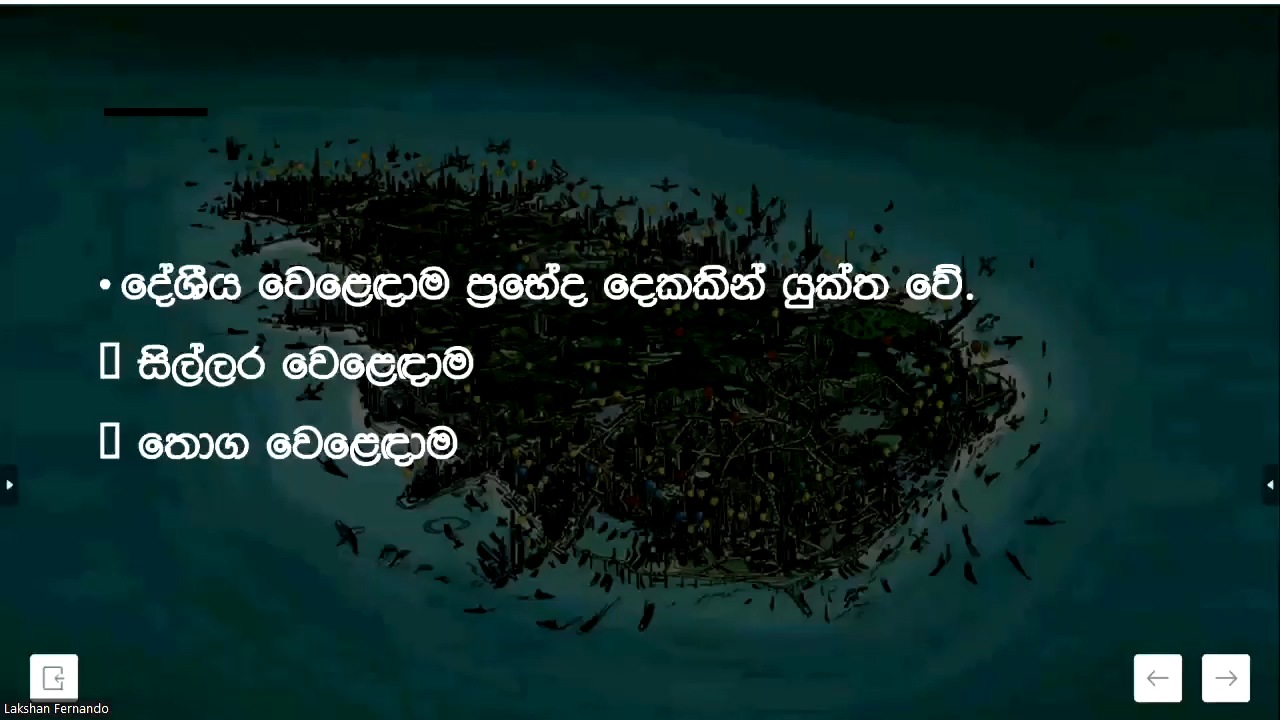 • දේශීය වෙළෙඳාම ප්‍රභේද දෙකකින් යුක්ත වේ.
සිල්ලර වෙළෙඳාම
තොග වෙළෙඳාම
Lakshan Fernando